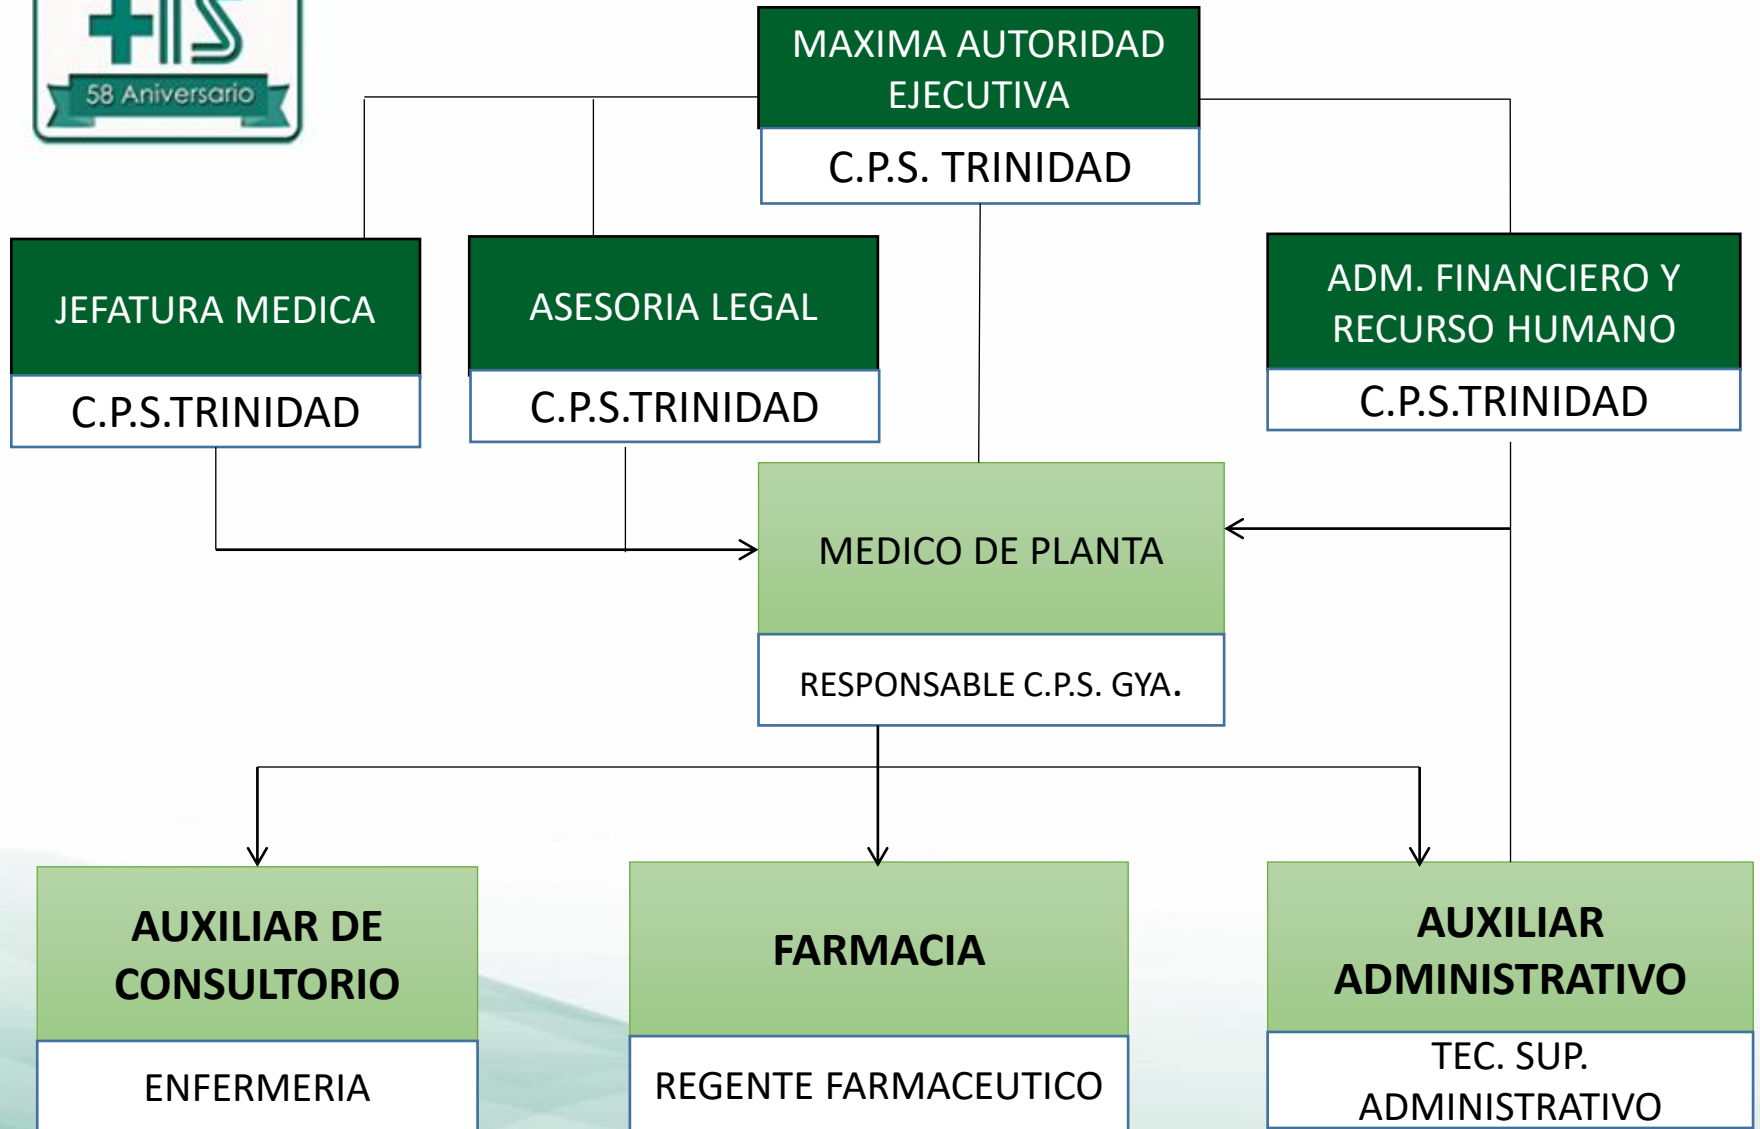 58 Aniversario
MAXIMA AUTORIDAD
EJECUTIVA
C.P.S. TRINIDAD
JEFATURA MEDICA
C.P.S.TRINIDAD
ASESORIA LEGAL
C.P.S.TRINIDAD
ADM. FINANCIERO Y
RECURSO HUMANO
C.P.S.TRINIDAD
MEDICO DE PLANTA
RESPONSABLE C.P.S. GYA.
AUXILIAR DE
CONSULTORIO
ENFERMERIA
FARMACIA
REGENTE FARMACEUTICO
AUXILIAR
ADMINISTRATIVO
TEC. SUP.
ADMINISTRATIVO